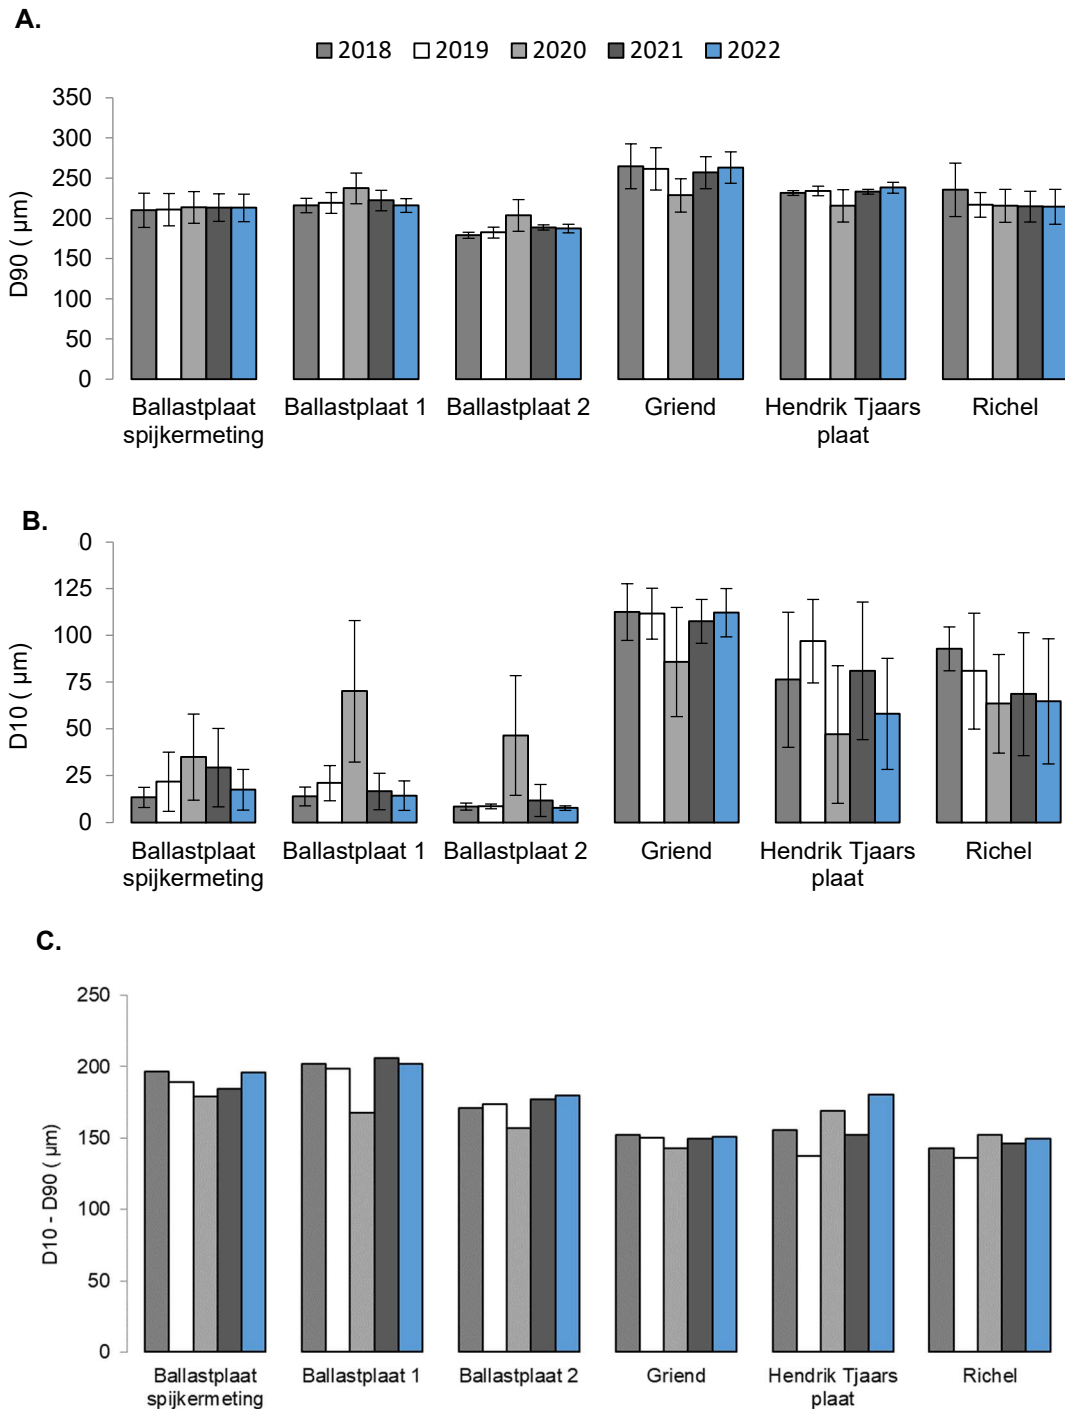 A.
2018 2019 2020 2021 2022
350
300
250
200
150
100
50
0
D90 ( µm)
Ballastplaat spijkermeting
Ballastplaat 1
Ballastplaat 2
Griend
Hendrik Tjaars plaat
Richel
B.
0
125
100
75
50
25
0
D10 ( µm)
Ballastplaat spijkermeting
Ballastplaat 1
Ballastplaat 2
Griend
Hendrik Tjaars plaat
Richel
C.
250
200
150
100
50
0
D10 - D90 ( µm)
Ballastplaat spijkermeting
Ballastplaat 1
Ballastplaat 2
Griend
Hendrik Tjaars plaat
Richel